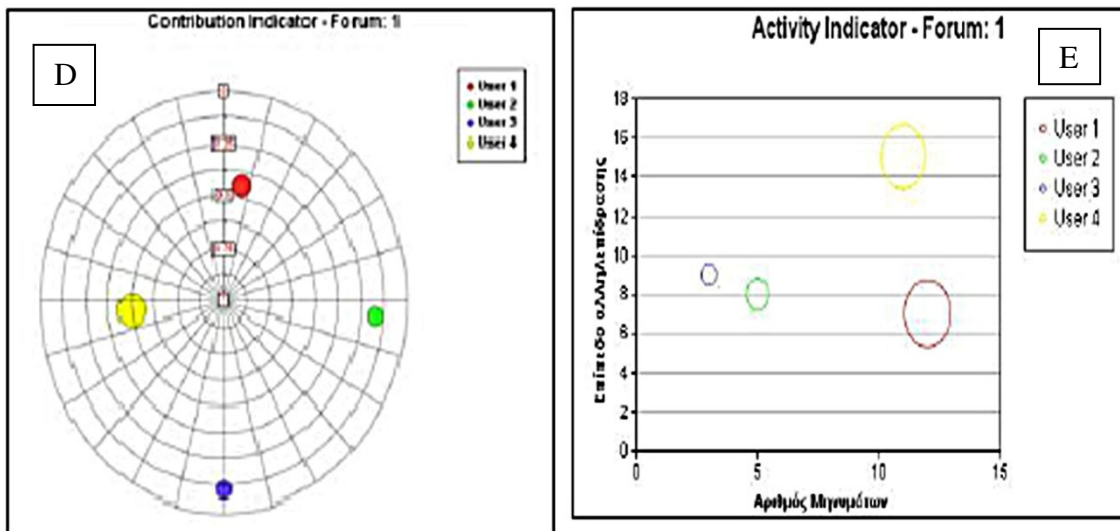 Contribution Indicator - Forum: 1
D
User 1
User 2
User 3
User 4
Activity Indicator - Forum: 1
E
18
16
14
12
10
8
6
4
2
0
0
5
10
15
Επίπεδο αλληλεπίδρασης
Αριθμός Μηνυμάτων
User 1
User 2
User 3
User 4